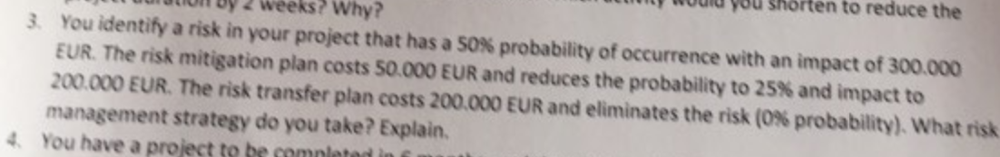 by 2 weeks? Why? would you shorten to reduce the
3. You identify a risk in your project that has a 50% probability of occurrence with an impact of 300.000
EUR. The risk mitigation plan costs 50.000 EUR and reduces the probability to 25% and impact to
200.000 EUR. The risk transfer plan costs 200.000 EUR and eliminates the risk (0% probability). What risk
management strategy do you take? Explain.
4. You have a project to be completed in 6